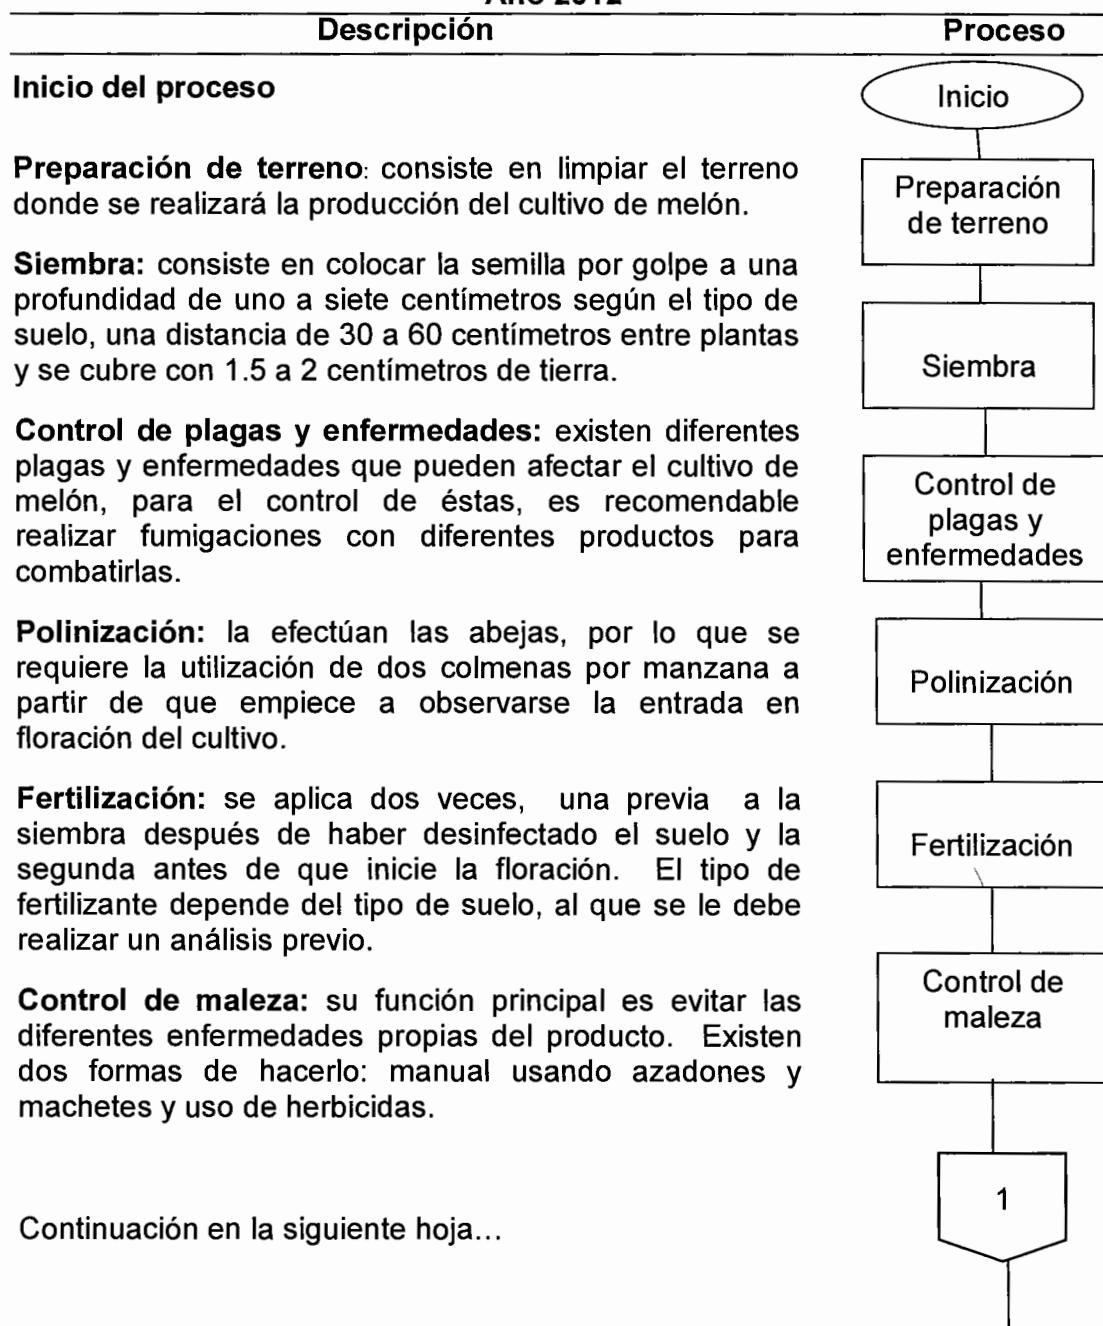 Año 2012
Descripción Proceso
Inicio del proceso
Inicio
Preparación de terreno: consiste en limpiar el terreno
donde se realizará la producción del cultivo de melón.
Preparación
de terreno
Siembra: consiste en colocar la semilla por golpe a una
profundidad de uno a siete centímetros según el tipo de
suelo, una distancia de 30 a 60 centímetros entre plantas
y se cubre con 1.5 a 2 centímetros de tierra.
Siembra
Control de plagas y enfermedades: existen diferentes
plagas y enfermedades que pueden afectar el cultivo de
melón, para el control de éstas, es recomendable
realizar fumigaciones con diferentes productos para
combatirlas.
Control de
plagas y
enfermedades
Polinización: la efectúan las abejas, por lo que se
requiere la utilización de dos colmenas por manzana a
partir de que empiece a observarse la entrada en
floración del cultivo.
Polinización
Fertilización: se aplica dos veces, una previa a la
siembra después de haber desinfectado el suelo y la
segunda antes de que inicie la floración. El tipo de
fertilizante depende del tipo de suelo, al que se le debe
realizar un análisis previo.
Fertilización
Control de maleza: su función principal es evitar las
diferentes enfermedades propias del producto. Existen
dos formas de hacerlo: manual usando azadones y
machetes y uso de herbicidas.
Control de
maleza
1
Continuación en la siguiente hoja...